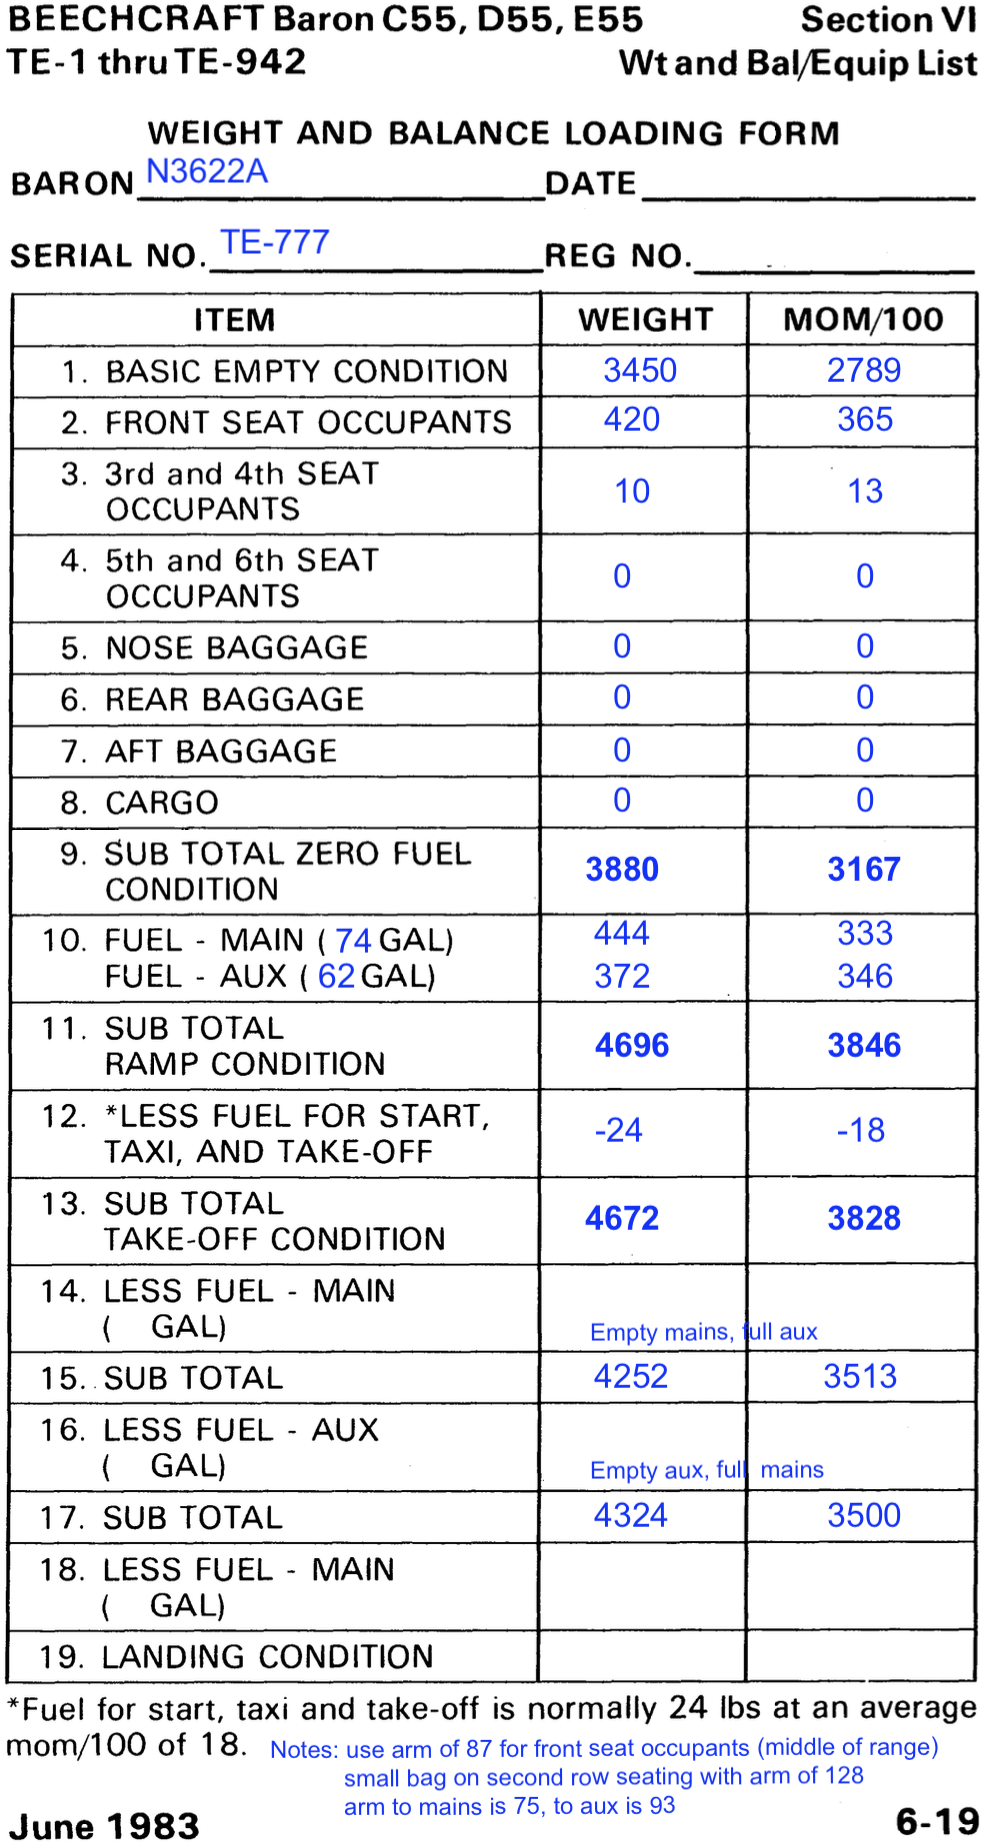 BEECHCRAFT Baron C55, D55, E55 Section VI
TE-1 thru TE-942 Wt and Bal/Equip List
WEIGHT AND BALANCE LOADING FORM
BARON N3622A DATE
SERIAL NO. TE-777 REG NO.
ITEM WEIGHT MOM/100
1. BASIC EMPTY CONDITION 3450 2789
2. FRONT SEAT OCCUPANTS 420 365
3. 3rd and 4th SEAT
OCCUPANTS 10 13
4. 5th and 6th SEAT
OCCUPANTS 0 0
5. NOSE BAGGAGE 0 0
6. REAR BAGGAGE 0 0
7. AFT BAGGAGE 0 0
8. CARGO 0 0
9. SUB TOTAL ZERO FUEL
CONDITION 3880 3167
10. FUEL - MAIN (74 GAL) 444 333
FUEL - AUX (62 GAL) 372 346
11. SUB TOTAL
RAMP CONDITION 4696 3846
12. *LESS FUEL FOR START,
TAXI, AND TAKE-OFF -24 -18
13. SUB TOTAL
TAKE-OFF CONDITION 4672 3828
14. LESS FUEL - MAIN
( GAL) Empty mains, full aux
15. SUB TOTAL 4252 3513
16. LESS FUEL - AUX
( GAL) Empty aux, full mains
17. SUB TOTAL 4324 3500
18. LESS FUEL - MAIN
( GAL)
19. LANDING CONDITION
*Fuel for start, taxi and take-off is normally 24 lbs at an average
mom/100 of 18. Notes: use arm of 87 for front seat occupants (middle of range)
small bag on second row seating with arm of 128
arm to mains is 75, to aux is 93
June 1983 6-19